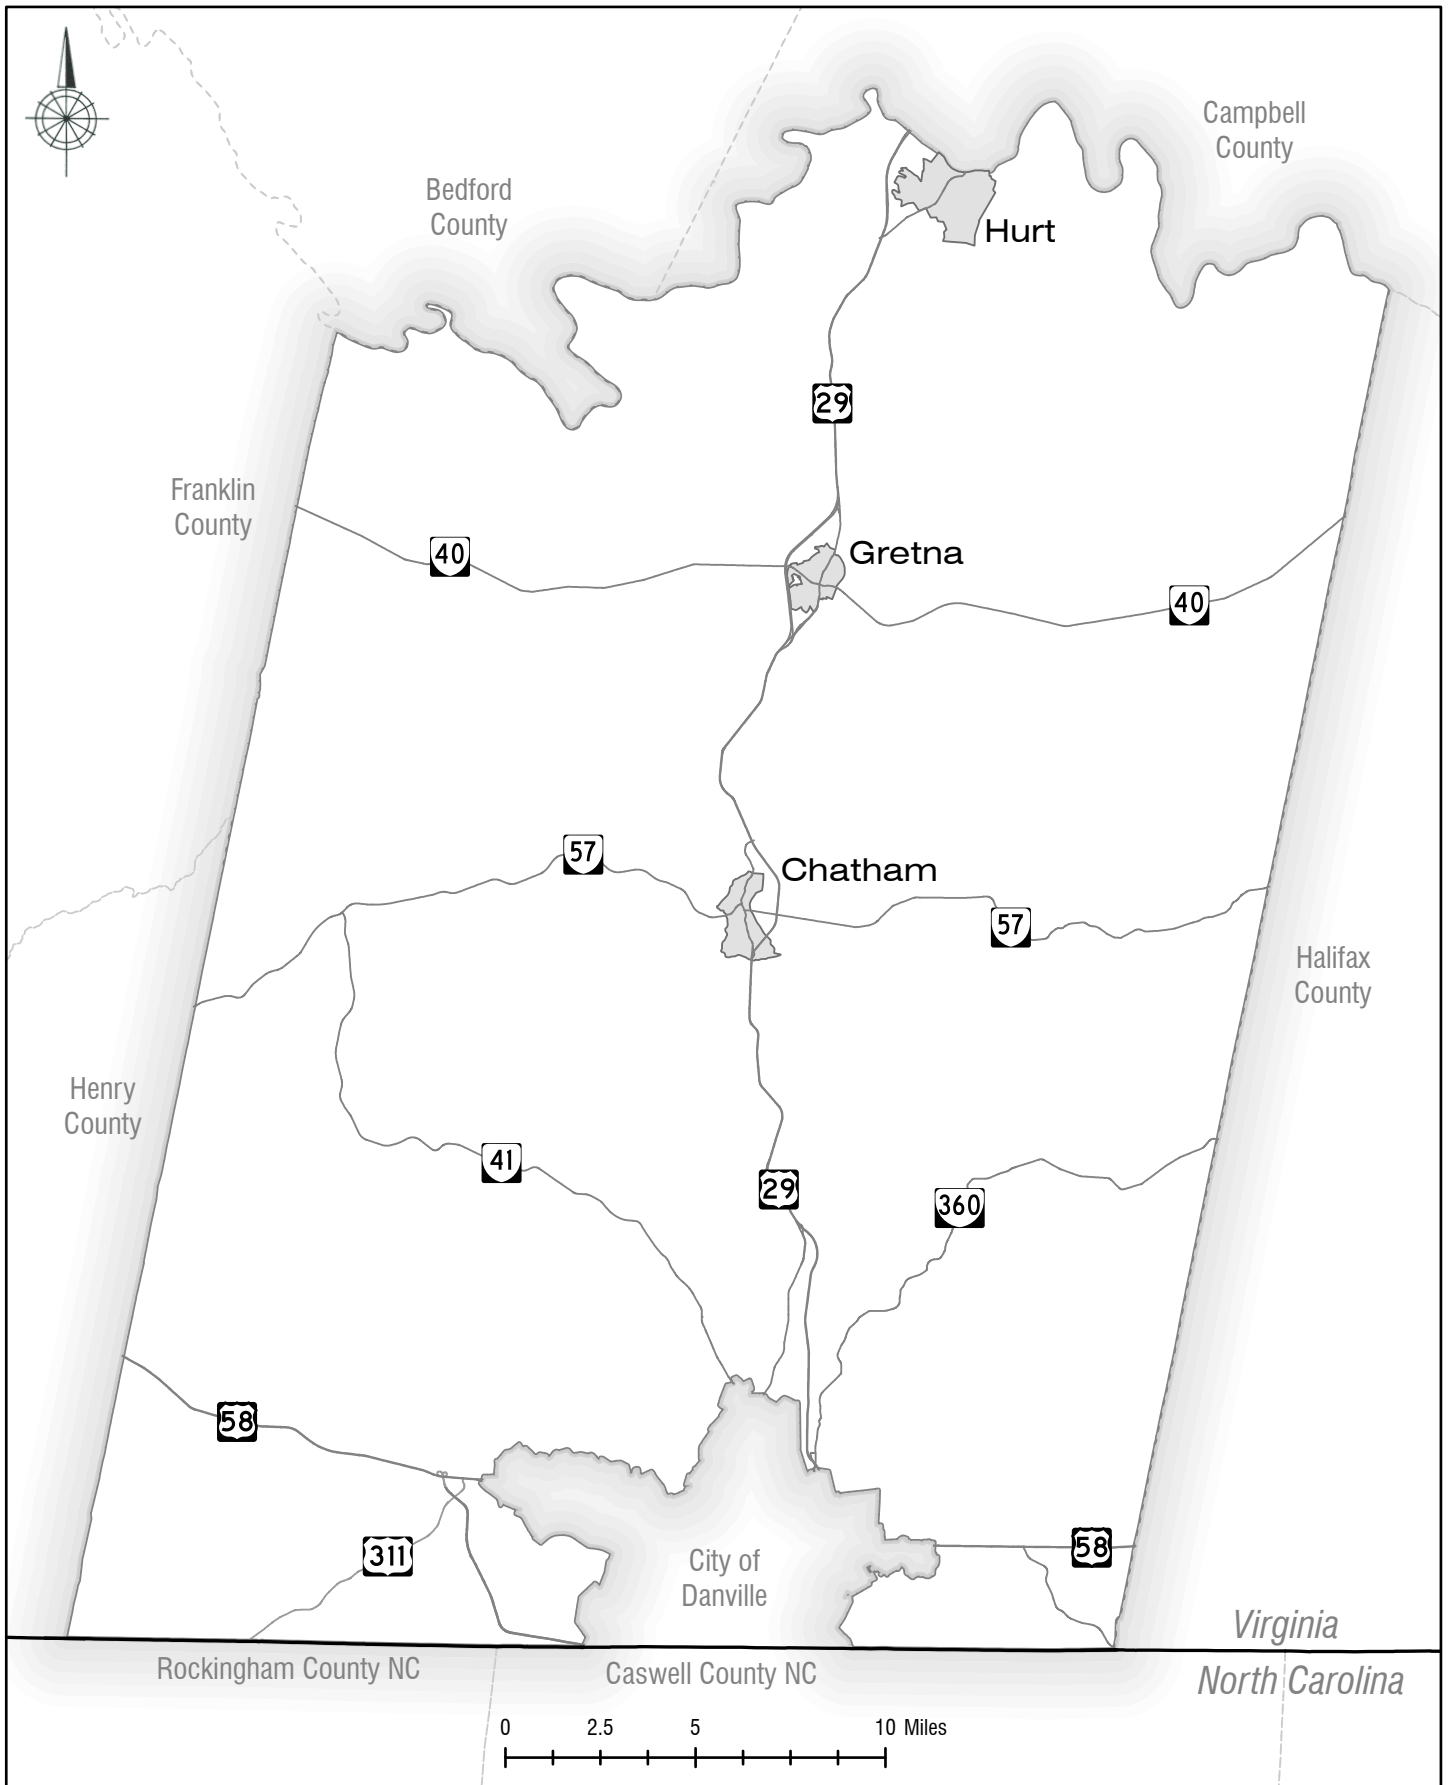 Campbell
County
Bedford
County
Hurt
29
Franklin
County
40
Gretna
40
57
Chatham
57
Halifax
County
Henry
County
41
29
360
58
311
City of
Danville
58
Virginia
Rockingham County NC
Caswell County NC
North Carolina
0 2.5 5 10 Miles